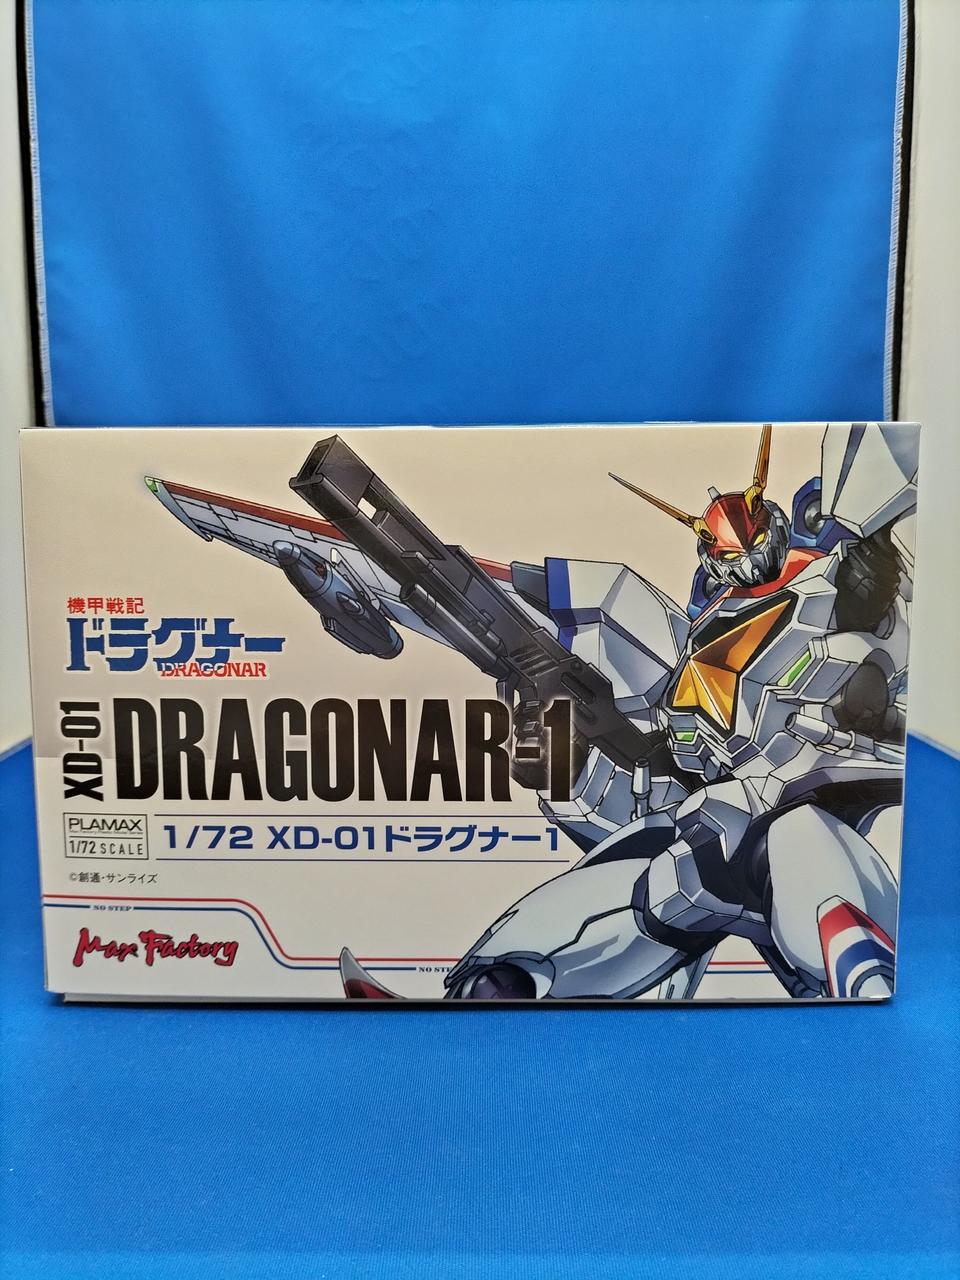 機甲戦記
ドラグナー
DRAGONAR
XD-01
DRAGONAR-1
PLAMAX
1/72 SCALE
1/72 XD-01ドラグナー1
©創通・サンライズ
NO STEP
Max Factory
NO STEP